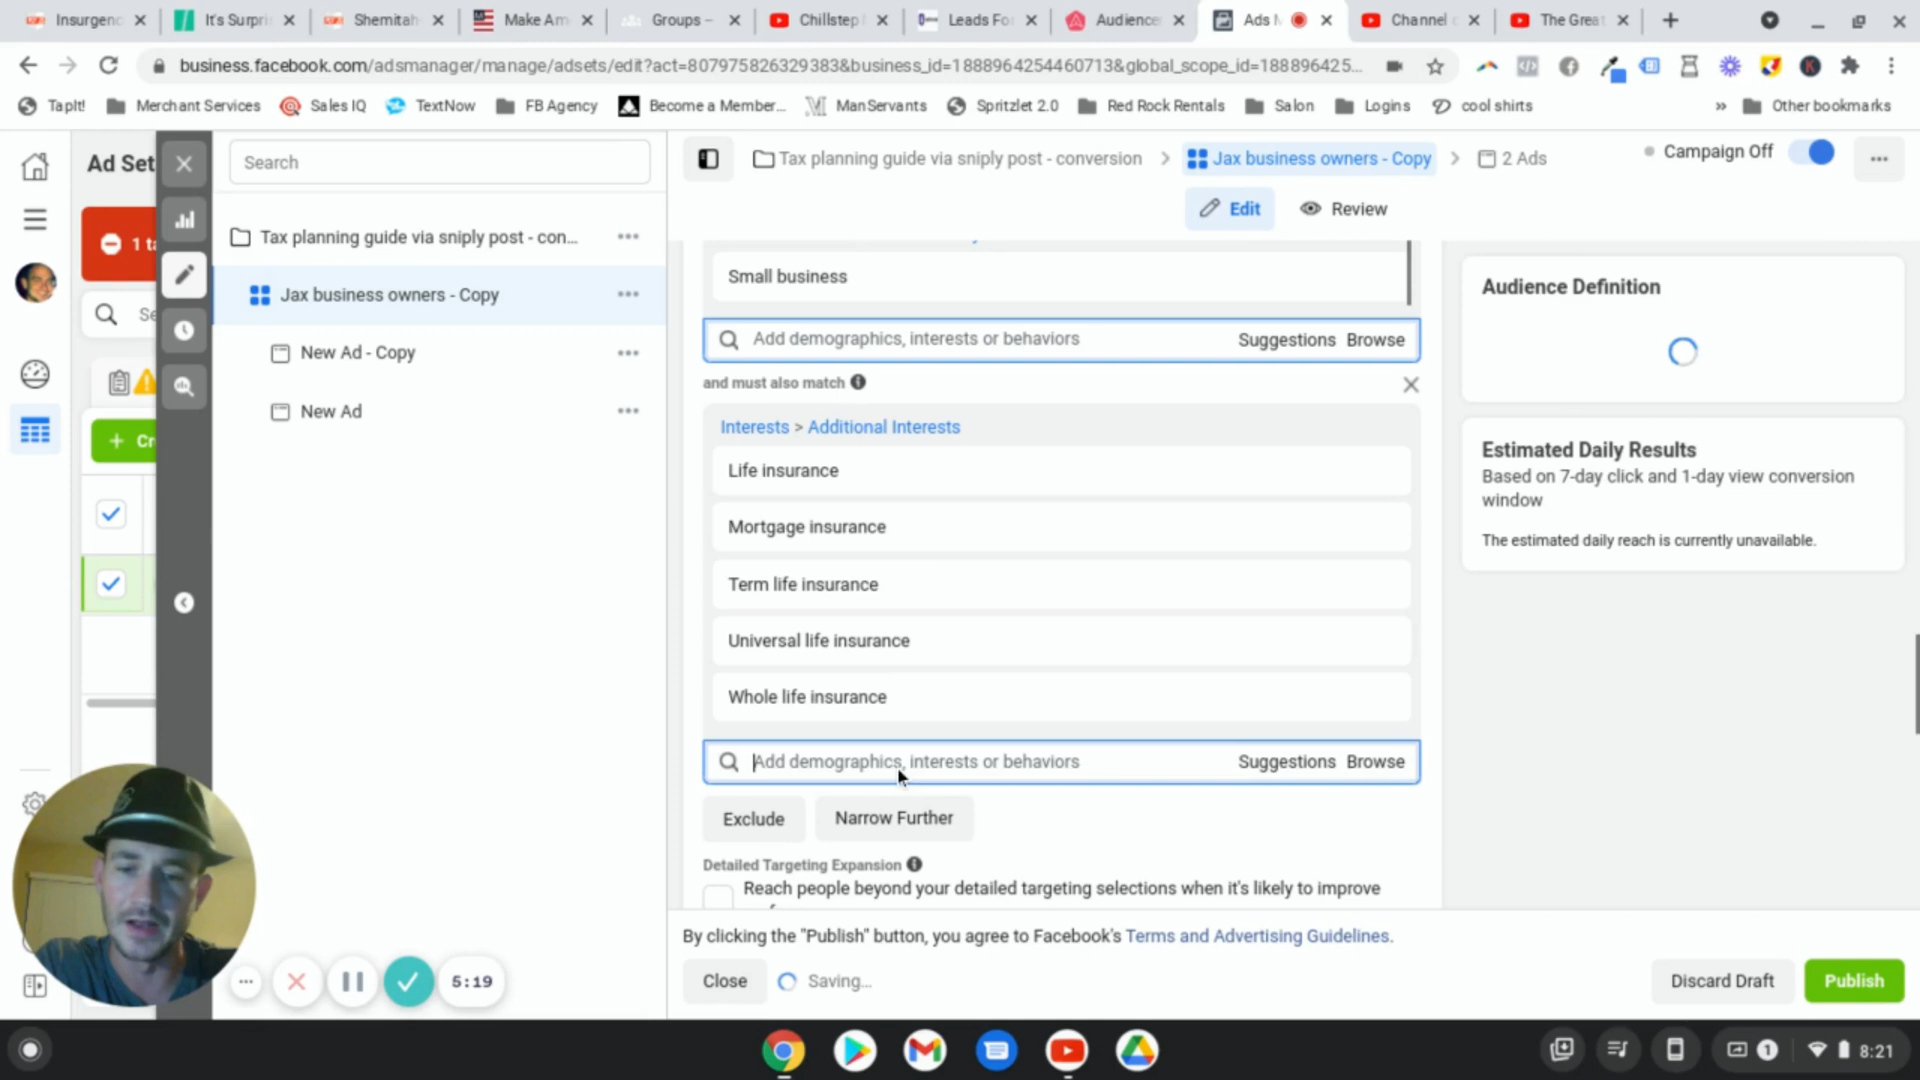 Insurgenc
It's Surpri
Shemitah
Make Am
Groups –
Chillstep
Leads Fo
Audience
Ads M
Channel
The Great
business.facebook.com/adsmanager/manage/adsets/edit?act=807975826329383&business_id=1888964254460713&global_scope_id=188896425...
TapIt!
Merchant Services
Sales IQ
TextNow
FB Agency
Become a Member...
ManServants
Spritzlet 2.0
Red Rock Rentals
Salon
Logins
cool shirts
»
Other bookmarks
Ad Set
Search
Tax planning guide via sniply post - conversion
Jax business owners - Copy
2 Ads
Campaign Off
Edit
Review
1 ta
Se
Cr
Tax planning guide via sniply post - con...
Jax business owners - Copy
New Ad - Copy
New Ad
Small business
Add demographics, interests or behaviors
Suggestions
Browse
and must also match
Interests > Additional Interests
Life insurance
Mortgage insurance
Term life insurance
Universal life insurance
Whole life insurance
Add demographics, interests or behaviors
Suggestions
Browse
Exclude
Narrow Further
Detailed Targeting Expansion
Reach people beyond your detailed targeting selections when it's likely to improve
Audience Definition
Estimated Daily Results
Based on 7-day click and 1-day view conversion
window
The estimated daily reach is currently unavailable.
By clicking the "Publish" button, you agree to Facebook's Terms and Advertising Guidelines.
Close
Saving...
Discard Draft
Publish
5:19
1
8:21